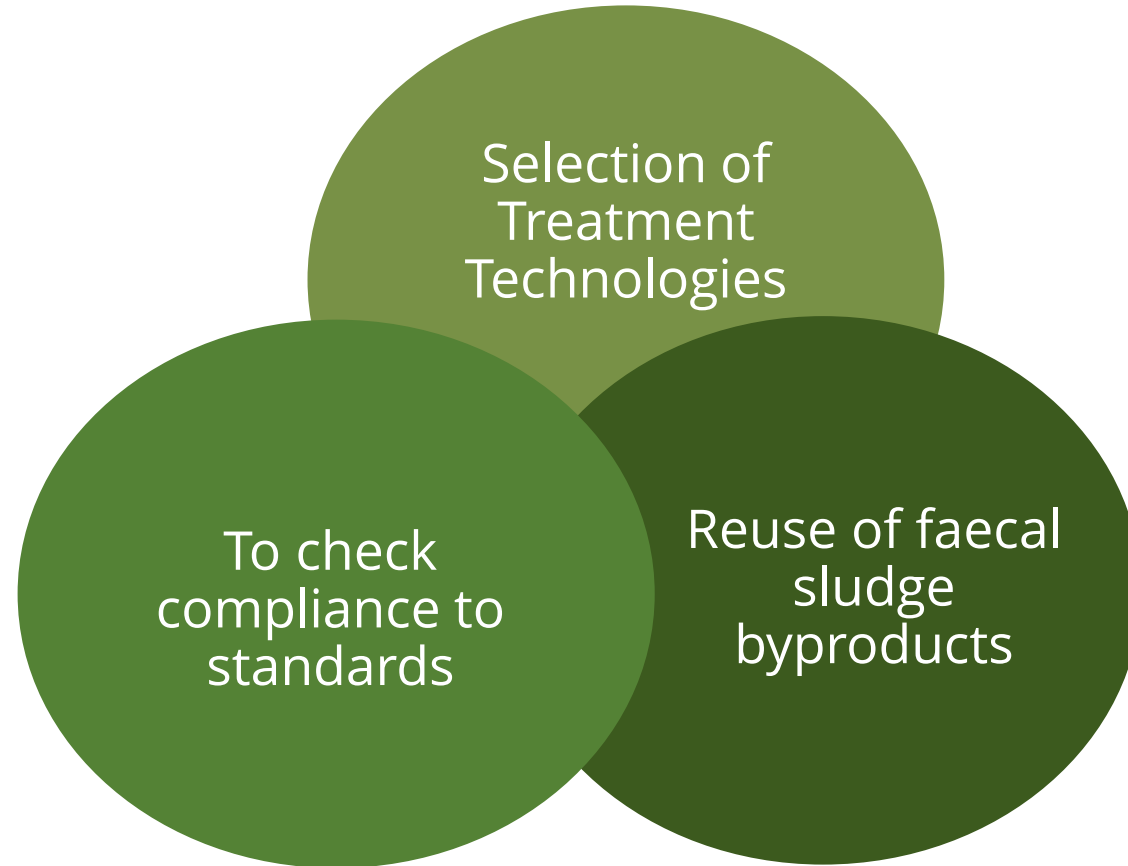 Selection of
Treatment
Technologies
To check
compliance to
standards
Reuse of faecal
sludge
byproducts